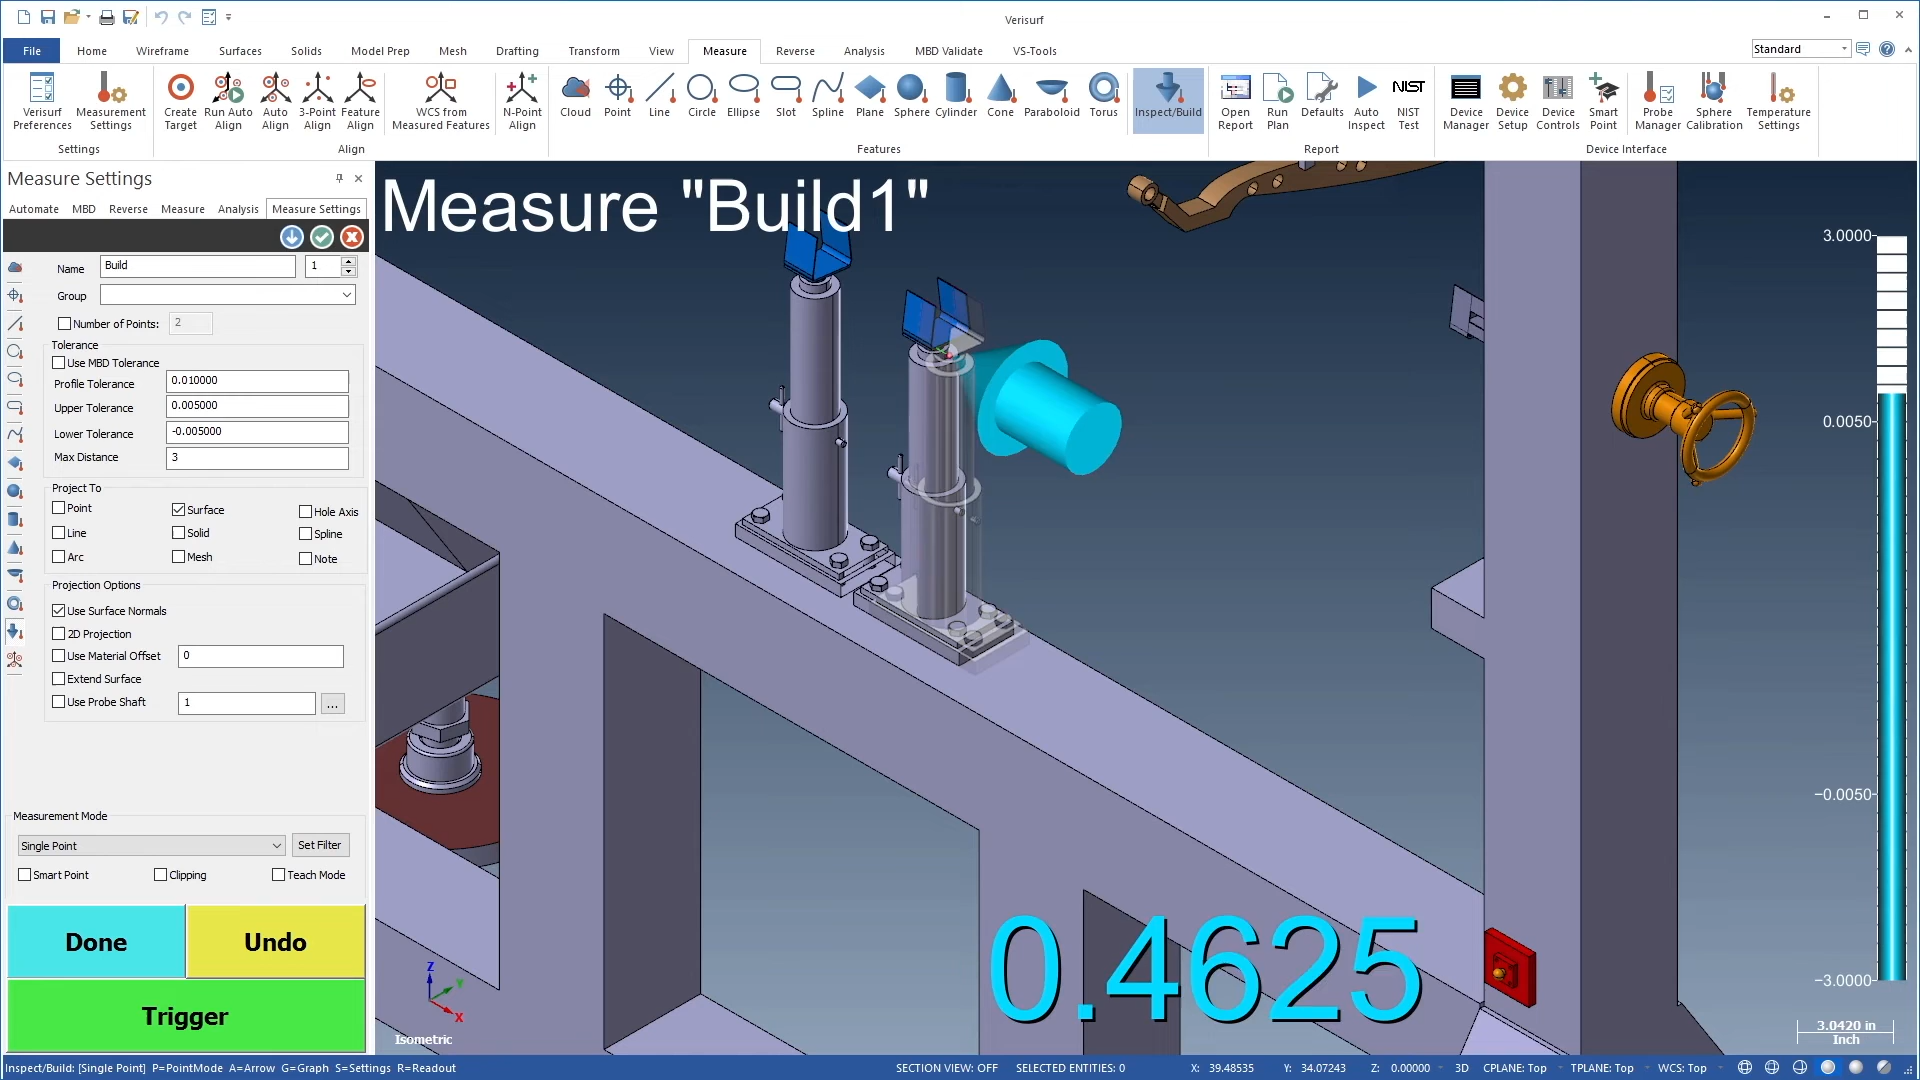 Verisurf
File Home Wireframe Surfaces Solids Model Prep Mesh Drafting Transform View Measure Reverse Analysis MBD Validate VS-Tools Standard
Verisurf Preferences
Measurement Settings
Settings
Create Target
Run Auto Align
Auto Align
3-Point Align
Feature Align
WCS from Measured Features
N-Point Align
Align
Cloud Point Line Circle Ellipse Slot Spline Plane Sphere Cylinder Cone Paraboloid Torus Inspect/Build
Features
Open Report
Run Plan
Defaults
Auto Inspect
NIST
NIST Test
Report
Device Manager
Device Setup
Device Controls
Smart Point
Probe Manager
Sphere Calibration
Temperature Settings
Device Interface
Measure Settings
Automate MBD Reverse Measure Analysis Measure Settings
Name Build 1
Group
Number of Points: 2
Tolerance
Use MBD Tolerance
Profile Tolerance 0.010000
Upper Tolerance 0.005000
Lower Tolerance -0.005000
Max Distance 3
Project To
Point Surface Hole Axis
Line Solid Spline
Arc Mesh Note
Projection Options
Use Surface Normals
2D Projection
Use Material Offset 0
Extend Surface
Use Probe Shaft 1 ...
Measurement Mode
Single Point Set Filter
Smart Point Clipping Teach Mode
Done Undo
Trigger
Measure "Build1"
3.0000
0.0050
-0.0050
-3.0000
0.4625
Z
Y
X
Isometric
3.0420 in
Inch
Inspect/Build: [Single Point] P=PointMode A=Arrow G=Graph S=Settings R=Readout SECTION VIEW: OFF SELECTED ENTITIES: 0 X: 39.48535 Y: 34.07243 Z: 0.00000 3D CPLANE: Top TPLANE: Top WCS: Top